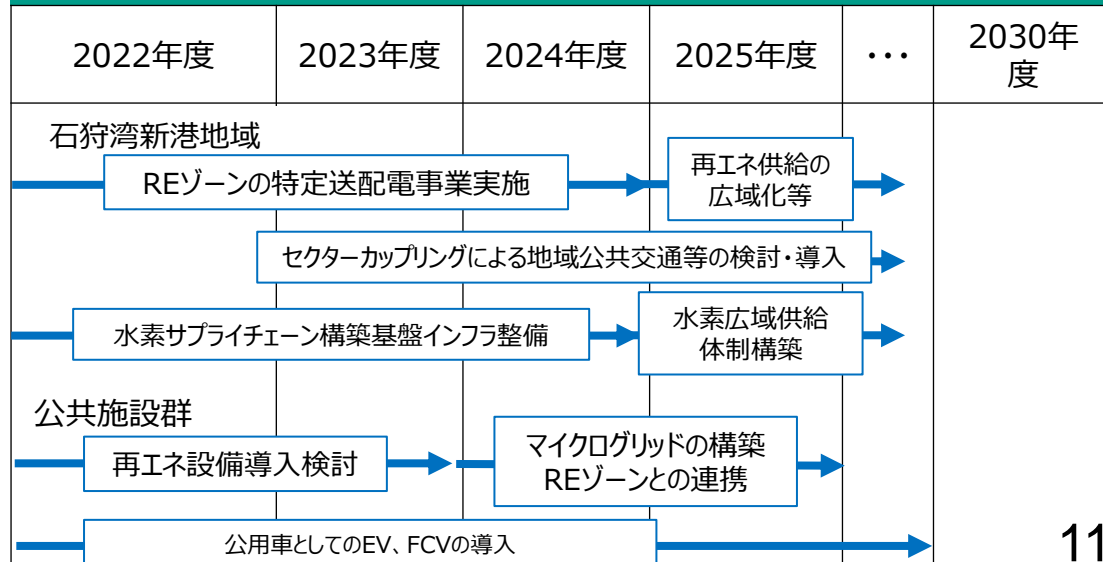 2022年度
2023年度
2024年度
2025年度
・・・
2030年
度
石狩湾新港地域
REゾーンの特定送配電事業実施
再エネ供給の
広域化等
セクターカップリングによる地域公共交通等の検討・導入
水素サプライチェーン構築基盤インフラ整備
水素広域供給
体制構築
公共施設群
再エネ設備導入検討
マイクログリッドの構築
REゾーンとの連携
公用車としてのEV、FCVの導入
11